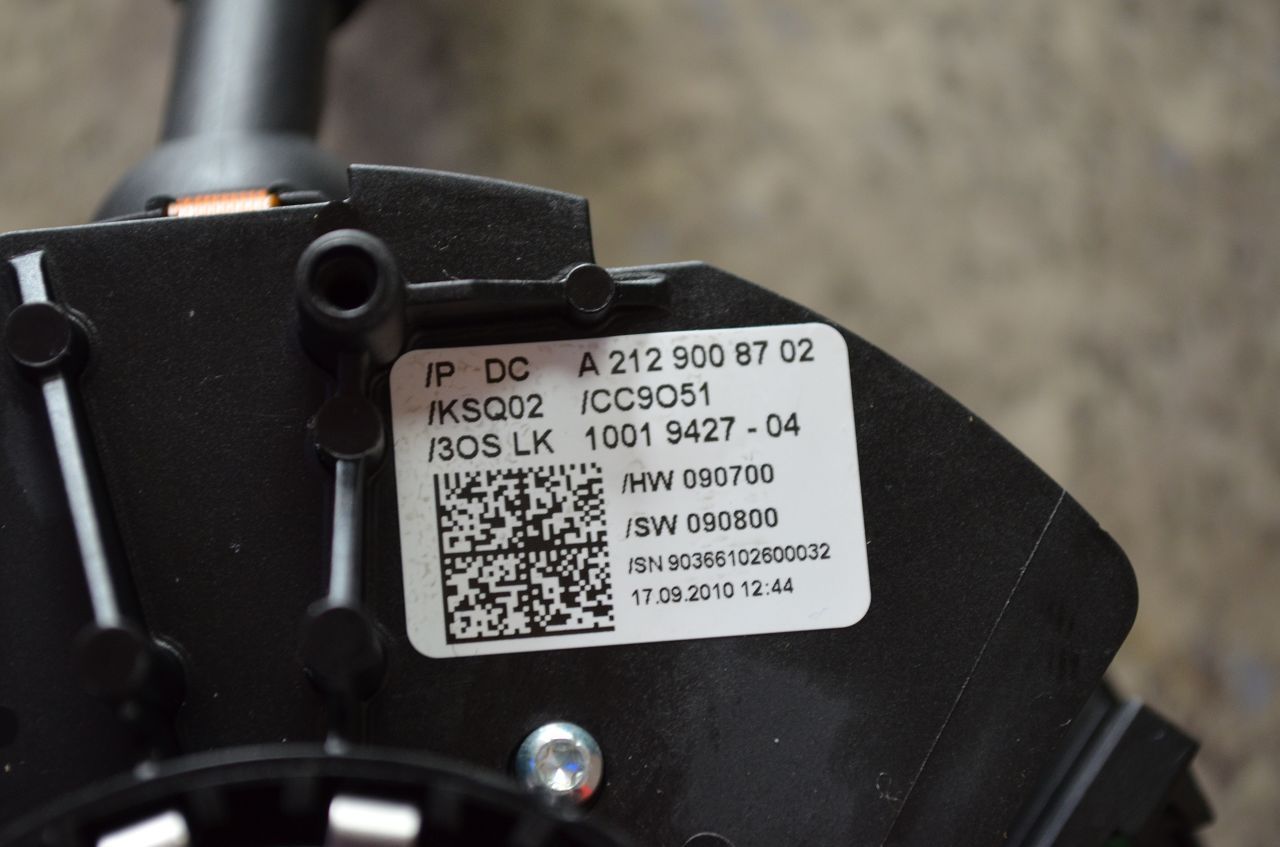 /P DC A 212 900 87 02
/KSQ02 /CC9O51
/3OS LK 1001 9427 - 04
/HW 090700
/SW 090800
/SN 90366102600032
17.09.2010 12:44